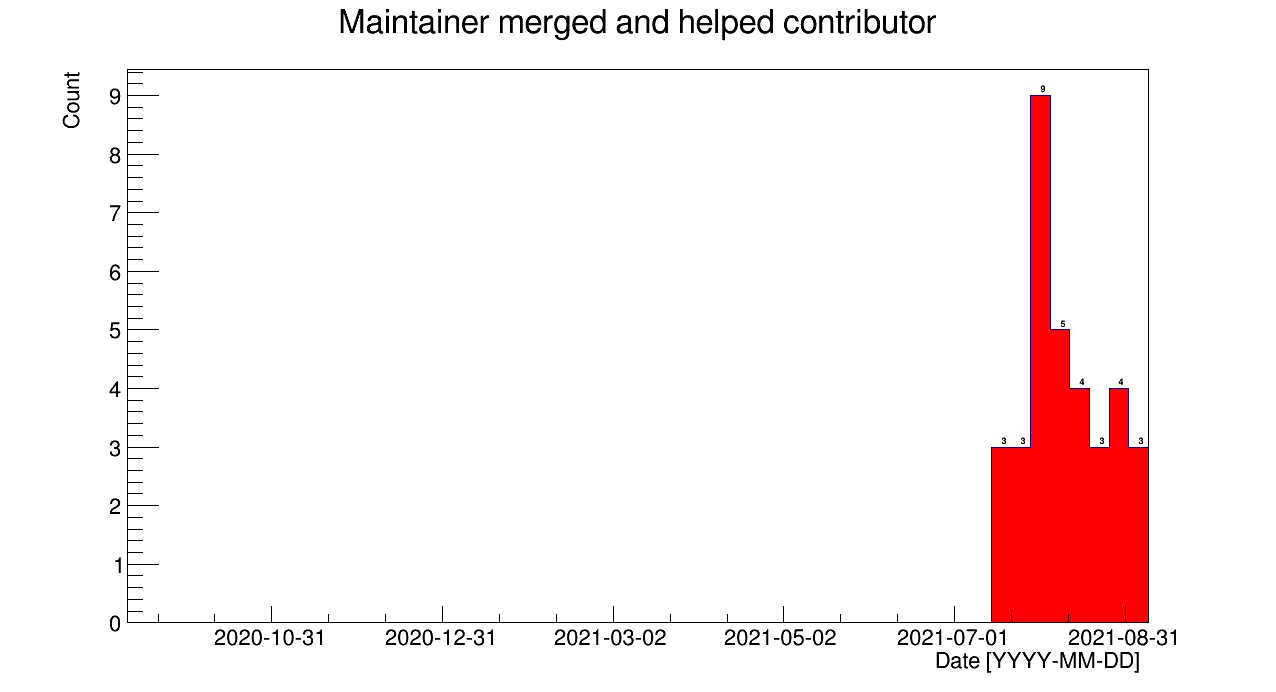 Maintainer merged and helped contributor
Count
9
8
7
6
5
4
3
2
1
0
3 3 9 5 4 3 4 3
2020-10-31 2020-12-31 2021-03-02 2021-05-02 2021-07-01 2021-08-31
Date [YYYY-MM-DD]